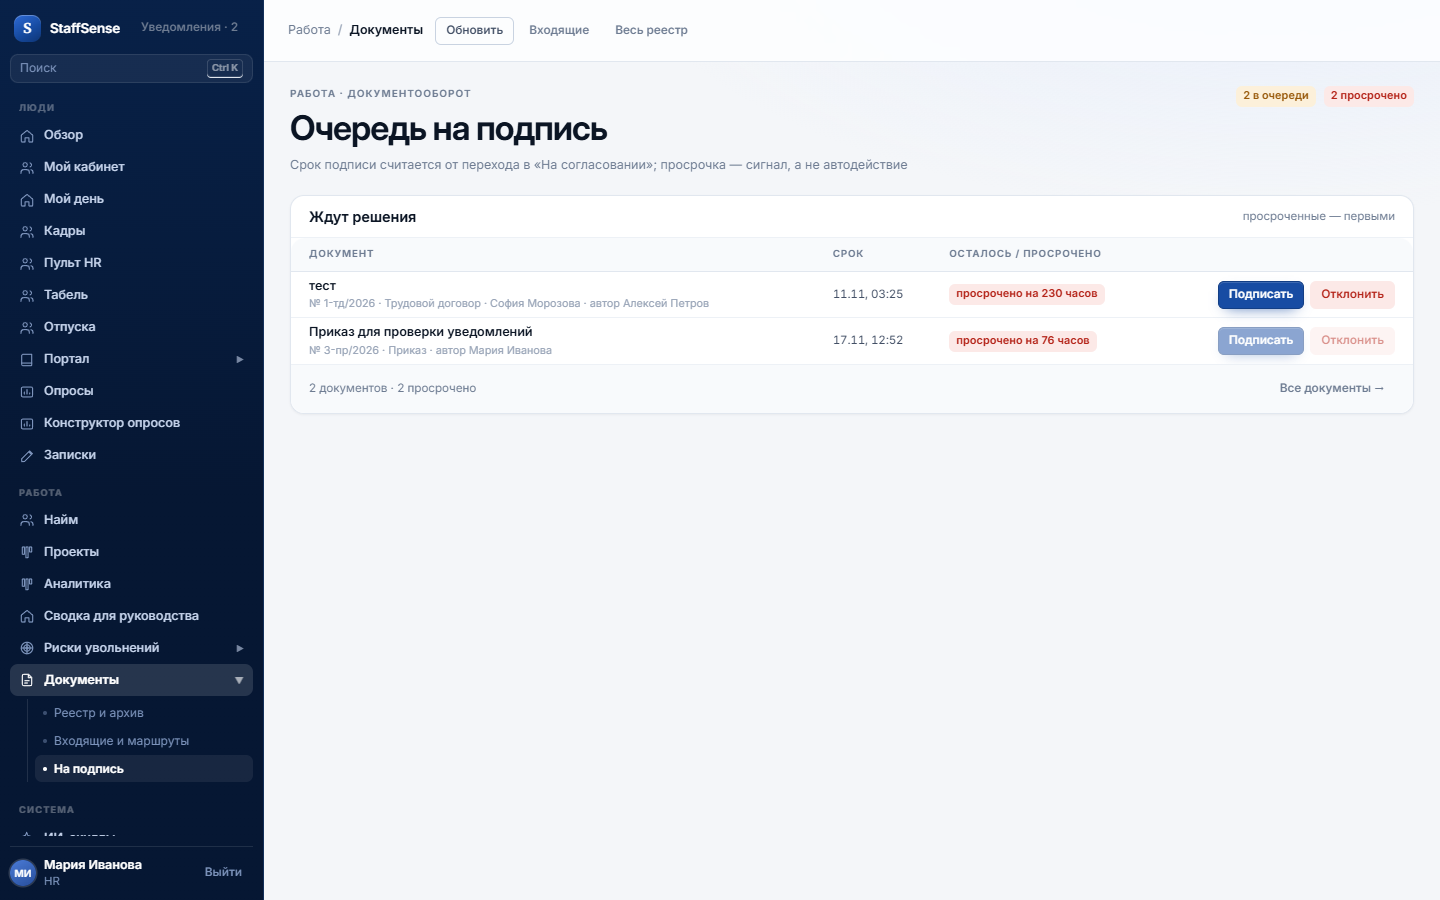 S StaffSense Уведомления · 2
Поиск Ctrl K
ЛЮДИ
Обзор
Мой кабинет
Мой день
Кадры
Пульт HR
Табель
Отпуска
Портал
Опросы
Конструктор опросов
Записки
РАБОТА
Найм
Проекты
Аналитика
Сводка для руководства
Риски увольнений
Документы
Реестр и архив
Входящие и маршруты
На подпись
СИСТЕМА
МИ Мария Иванова
HR
Выйти
Работа / Документы Обновить Входящие Весь реестр
РАБОТА · ДОКУМЕНТООБОРОТ
2 в очереди 2 просрочено
Очередь на подпись
Срок подписи считается от перехода в «На согласовании»; просрочка — сигнал, а не автодействие
Ждут решения просроченные — первыми
ДОКУМЕНТ СРОК ОСТАЛОСЬ / ПРОСРОЧЕНО
тест
№ 1-тд/2026 · Трудовой договор · София Морозова · автор Алексей Петров
11.11, 03:25 просрочено на 230 часов Подписать Отклонить
Приказ для проверки уведомлений
№ 3-пр/2026 · Приказ · автор Мария Иванова
17.11, 12:52 просрочено на 76 часов Подписать Отклонить
2 документов · 2 просрочено Все документы →